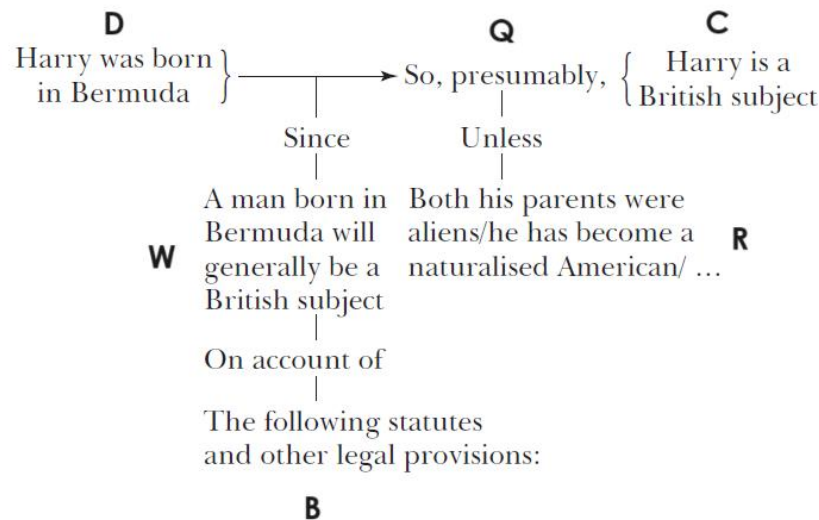 D
Q
C
Harry was born
in Bermuda
So, presumably,
Harry is a
British subject
Since
Unless
A man born in
Bermuda will
generally be a
British subject
W
Both his parents were
aliens/he has become a
naturalised American/ …
R
On account of
The following statutes
and other legal provisions:
B